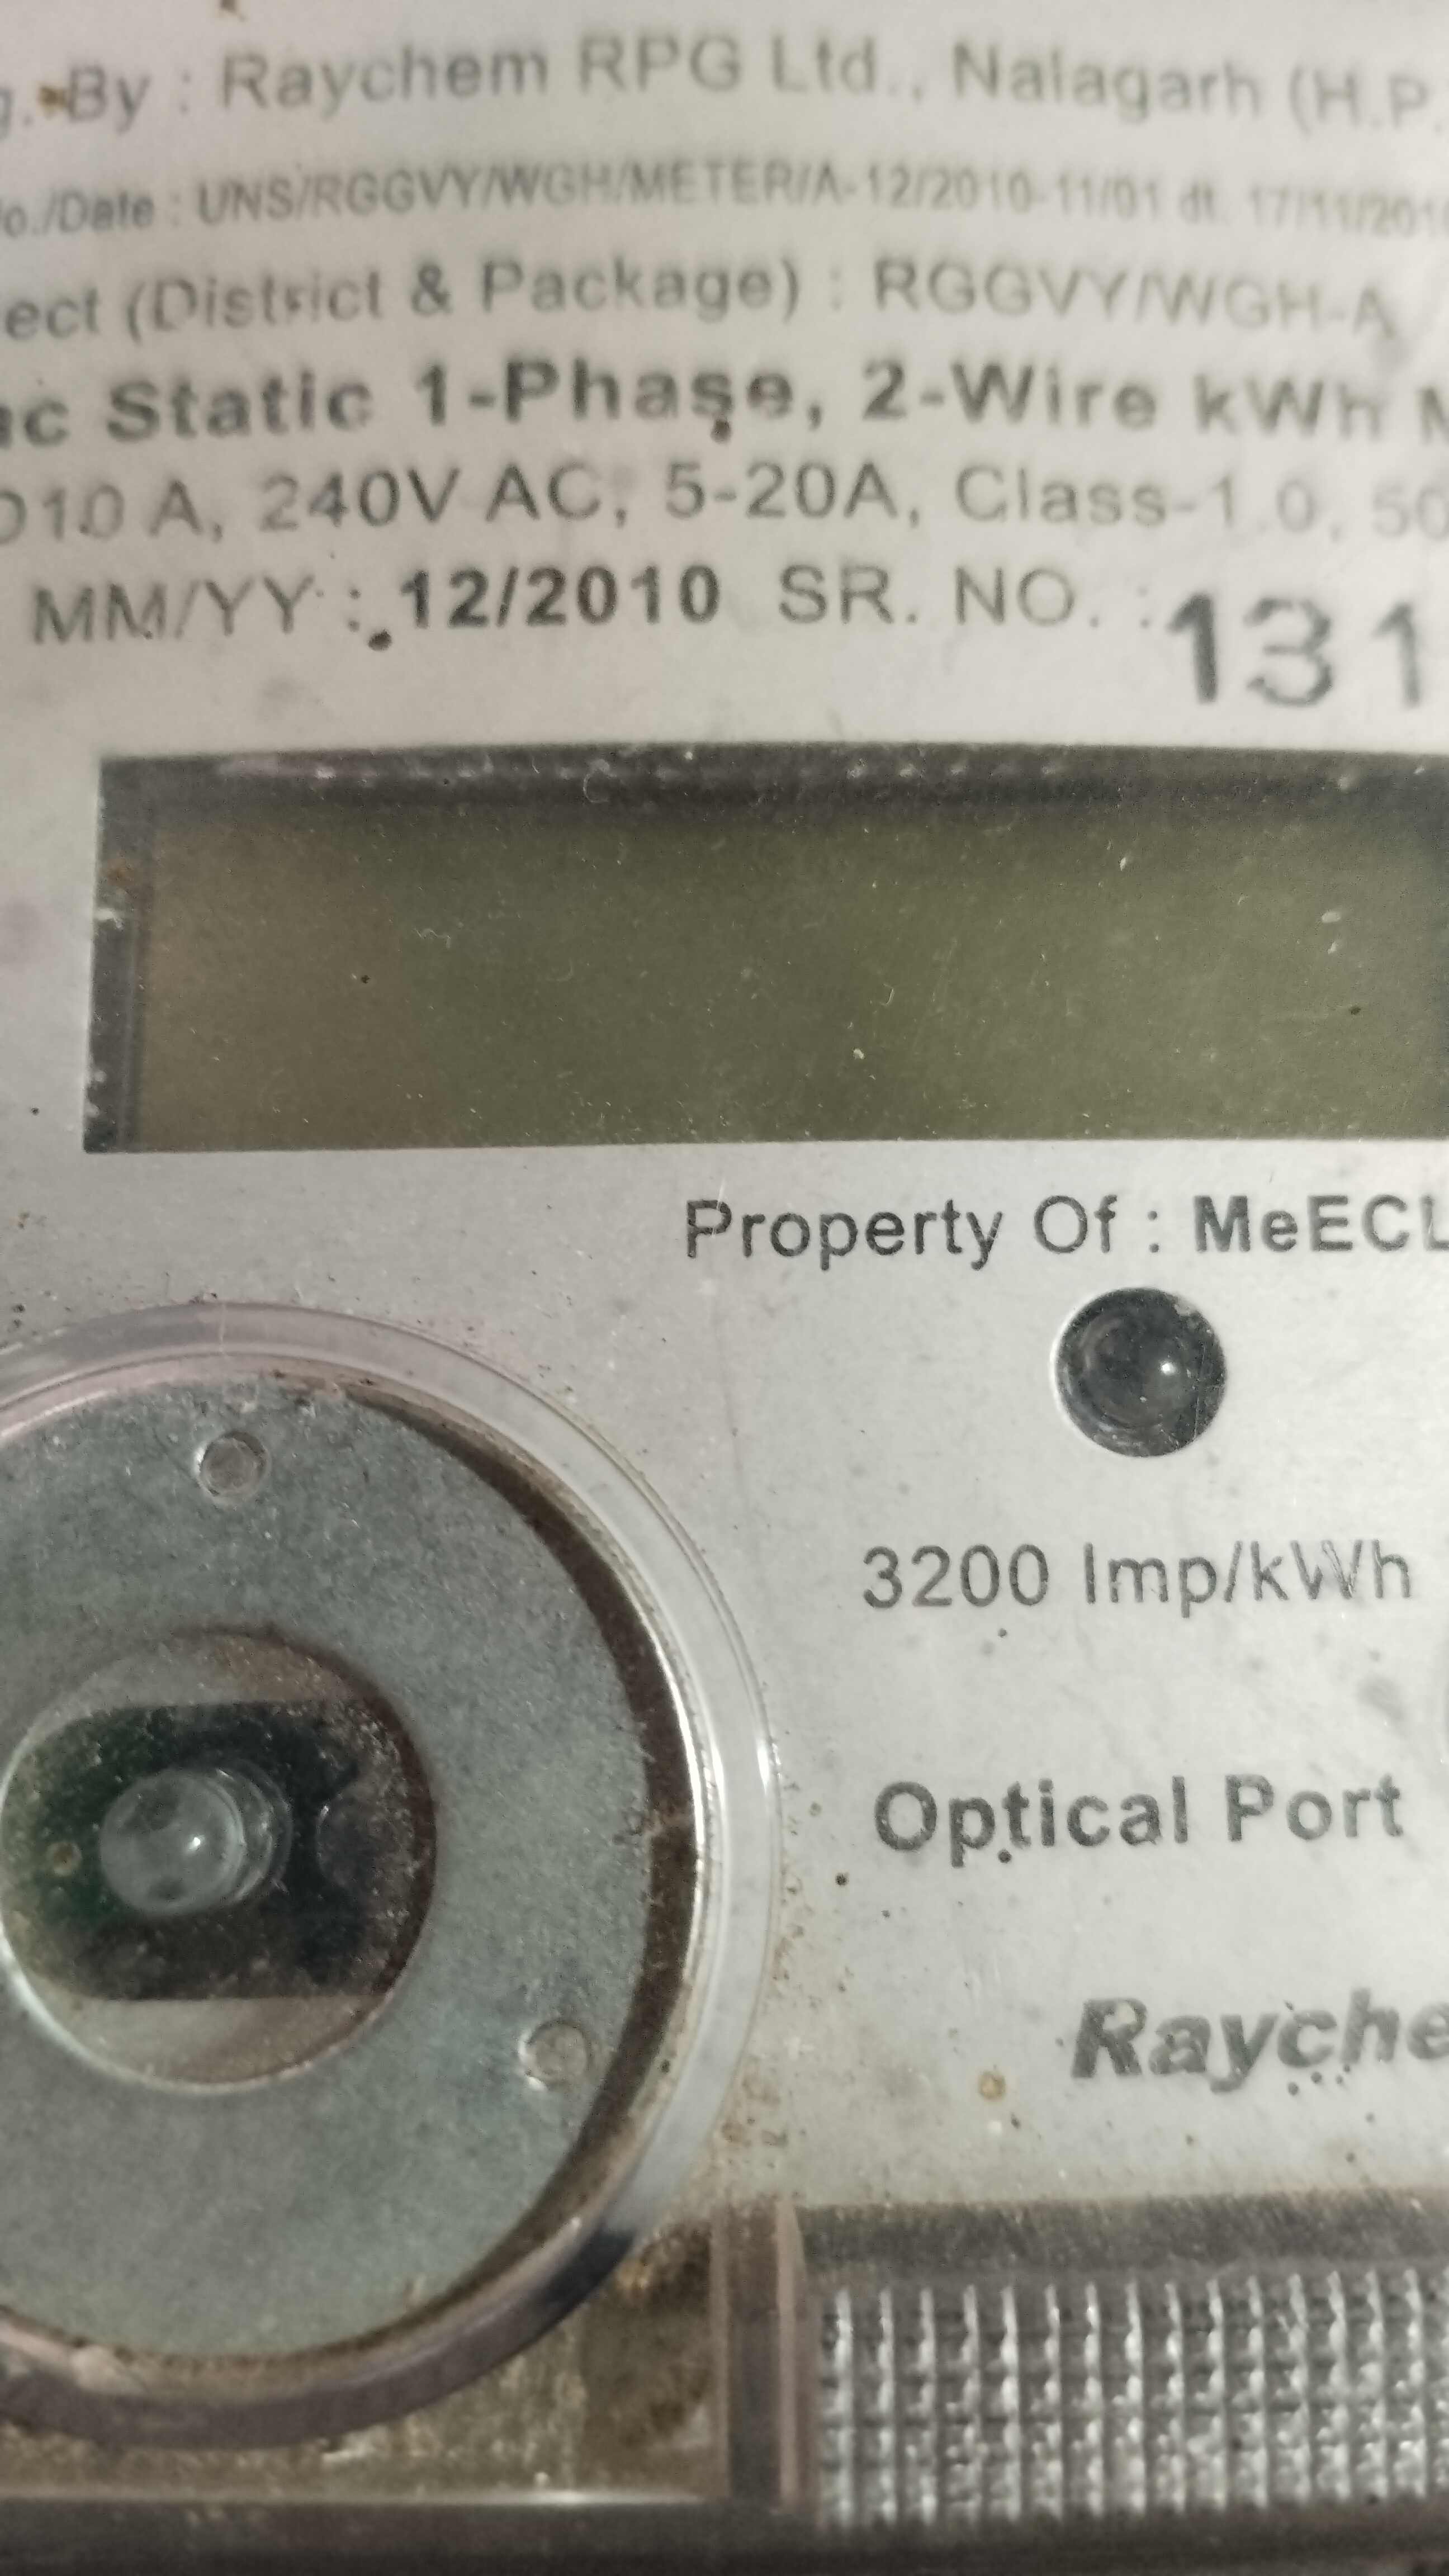 g. By : Raychem RPG Ltd., Nalagarh (H.P.
No./Date : UNS/RGGVY/WGH/METER/A-12/2010-11/01 dt. 17/11/201
ect (District & Package) : RGGVY/WGH-A
ac Static 1-Phase, 2-Wire kWh M
D10 A, 240V AC, 5-20A, Class-1.0, 50
MM/YY : 12/2010 SR. NO. : 131
Property Of : MeECL
3200 Imp/kWh
Optical Port
Rayche